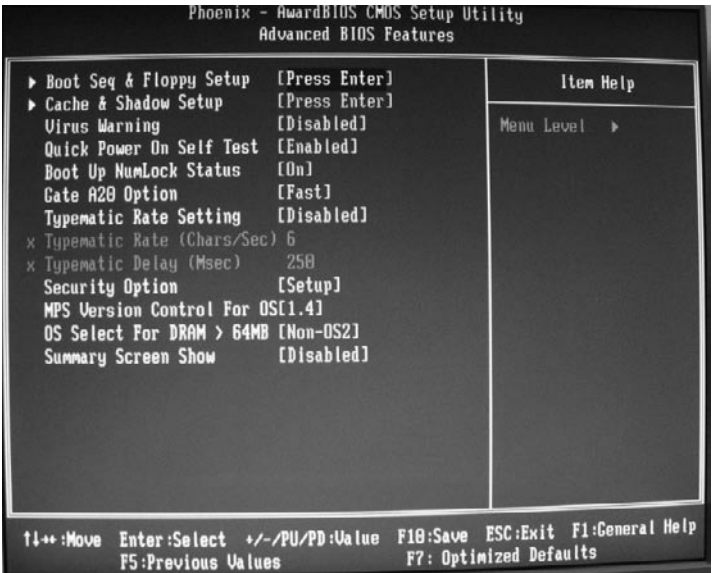 Phoenix - AwardBIOS CMOS Setup Utility
Advanced BIOS Features
▶ Boot Seq & Floppy Setup [Press Enter]
▶ Cache & Shadow Setup [Press Enter]
Virus Warning [Disabled]
Quick Power On Self Test [Enabled]
Boot Up NumLock Status [On]
Gate A20 Option [Fast]
Typematic Rate Setting [Disabled]
x Typematic Rate (Chars/Sec) 6
x Typematic Delay (Msec) 250
Security Option [Setup]
MPS Version Control For OS[1.4]
OS Select For DRAM > 64MB [Non-OS2]
Summary Screen Show [Disabled]
Item Help
Menu Level ▶
↑↓→←:Move Enter:Select +/-/PU/PD:Value F10:Save ESC:Exit F1:General Help
F5:Previous Values F7: Optimized Defaults